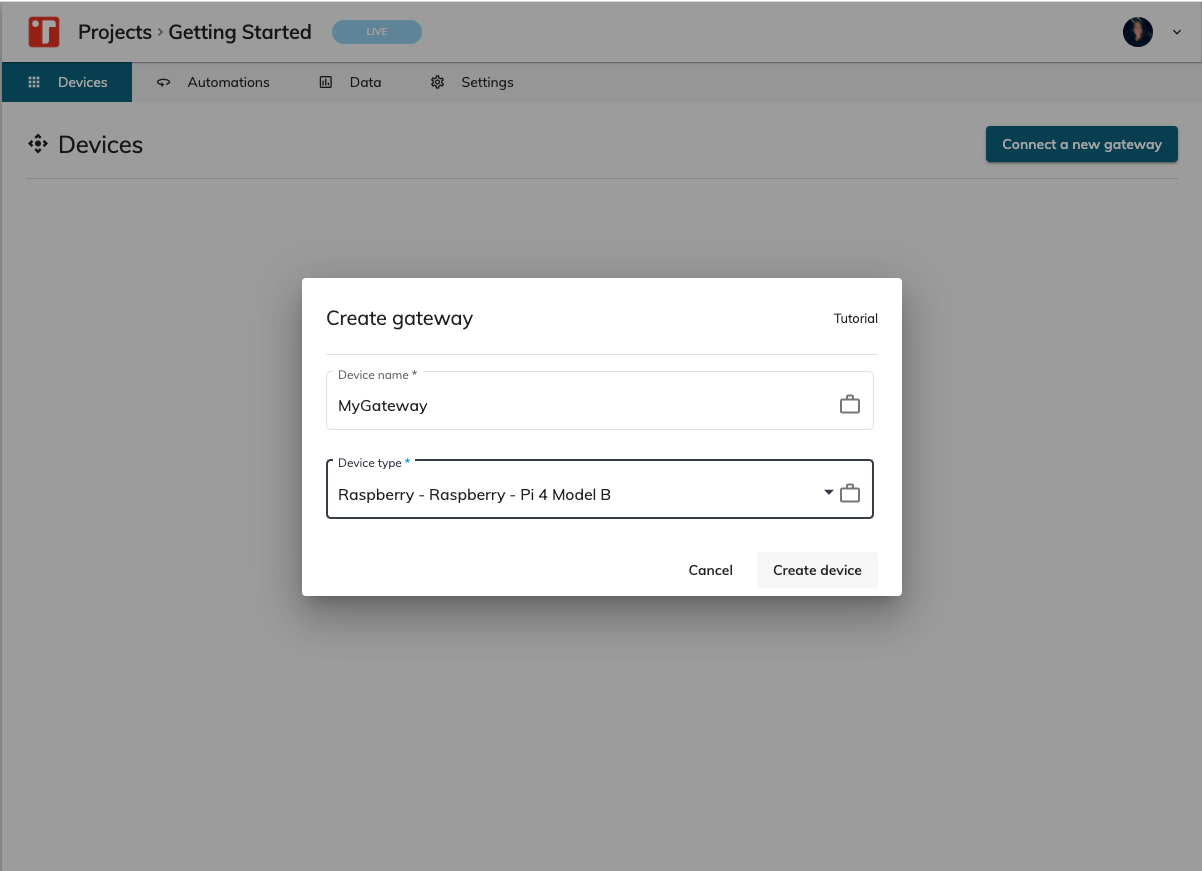 Projects › Getting Started LIVE
Devices Automations Data Settings
Devices Connect a new gateway
Create gateway Tutorial
Device name *
MyGateway
Device type *
Raspberry - Raspberry - Pi 4 Model B
Cancel Create device